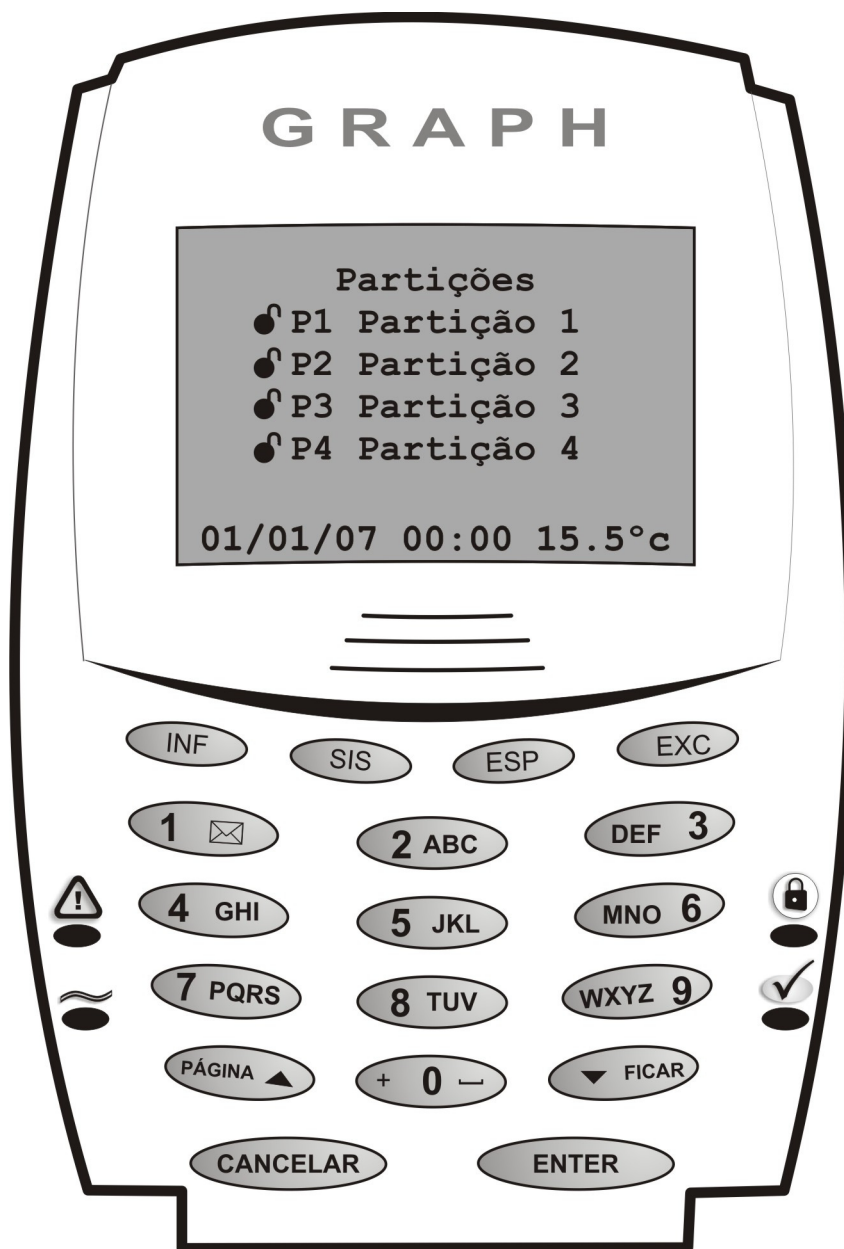 GRAPH
Partições
P1 Partição 1
P2 Partição 2
P3 Partição 3
P4 Partição 4
01/01/07 00:00 15.5°c
INF SIS ESP EXC
1 2 ABC DEF 3
4 GHI 5 JKL MNO 6
7 PQRS 8 TUV WXYZ 9
PÁGINA + 0 FICAR
CANCELAR ENTER